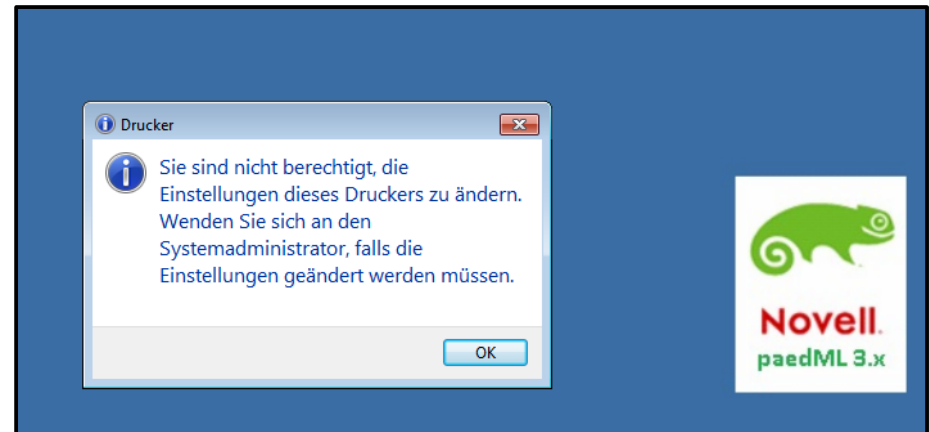 Drucker
Sie sind nicht berechtigt, die
Einstellungen dieses Druckers zu ändern.
Wenden Sie sich an den
Systemadministrator, falls die
Einstellungen geändert werden müssen.
OK
Novell.
paedML 3.x